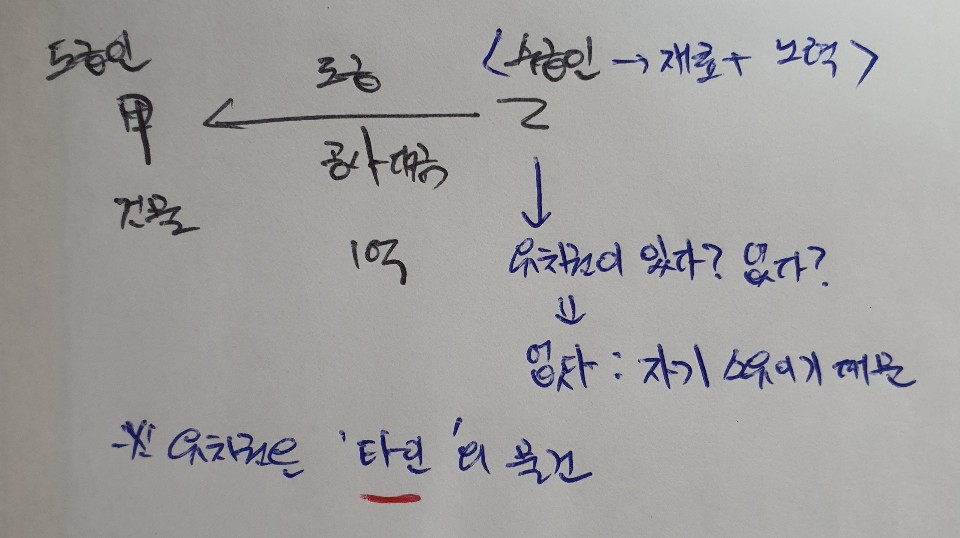 도급인 도급 <수급인 → 재료 + 노력>
甲 ← 乙
공사대금
건물
1억 유치권이 있다? 없다?
⇓
없다 : 자기 소유이기 때문
※ 유치권은 '타인'의 물건